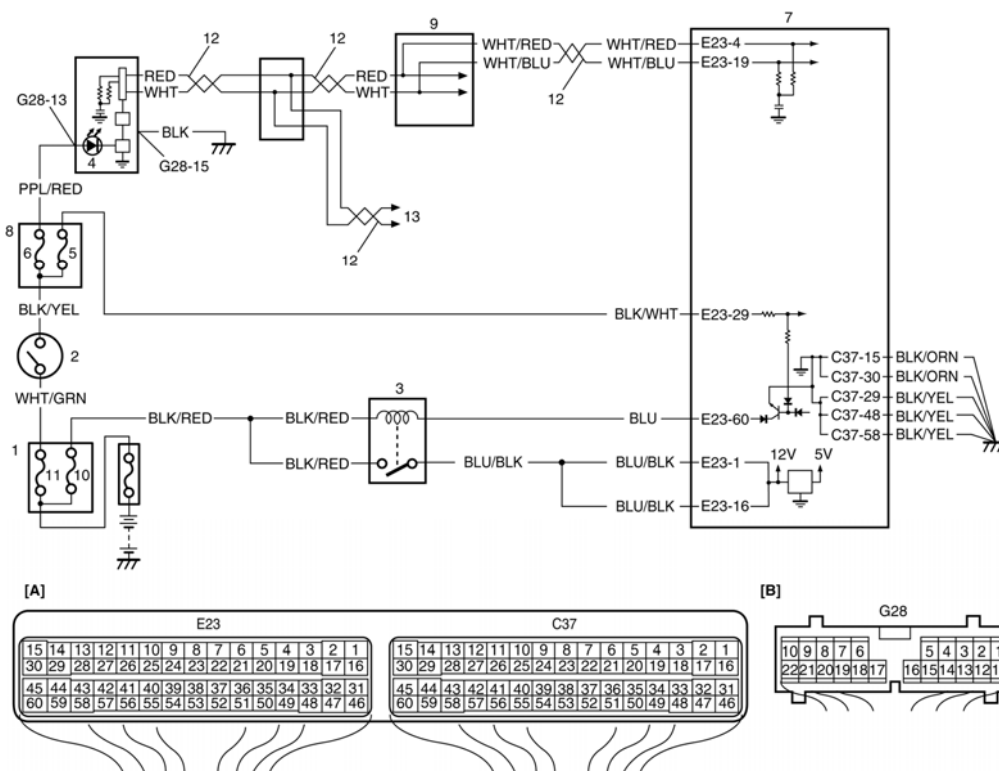 7
12
12
9
WHT/RED
WHT/RED
E23-4
WHT/BLU
WHT/BLU
E23-19
RED
WHT
RED
WHT
12
G28-13
BLK
G28-15
4
PPL/RED
13
12
8
6
5
BLK/YEL
BLK/WHT
E23-29
2
C37-15
BLK/ORN
C37-30
BLK/ORN
C37-29
BLK/YEL
C37-48
BLK/YEL
C37-58
BLK/YEL
WHT/GRN
3
BLK/RED
BLK/RED
BLU
E23-60
1
11
10
BLK/RED
BLU/BLK
BLU/BLK
E23-1
12V
5V
BLU/BLK
E23-16
[A]
[B]
E23
C37
G28
15 14 13 12 11 10 9 8 7 6 5 4 3 2 1
30 29 28 27 26 25 24 23 22 21 20 19 18 17 16
45 44 43 42 41 40 39 38 37 36 35 34 33 32 31
60 59 58 57 56 55 54 53 52 51 50 49 48 47 46
15 14 13 12 11 10 9 8 7 6 5 4 3 2 1
30 29 28 27 26 25 24 23 22 21 20 19 18 17 16
45 44 43 42 41 40 39 38 37 36 35 34 33 32 31
60 59 58 57 56 55 54 53 52 51 50 49 48 47 46
10 9 8 7 6 5 4 3 2
22 21 20 19 18 17 16 15 14 13 12